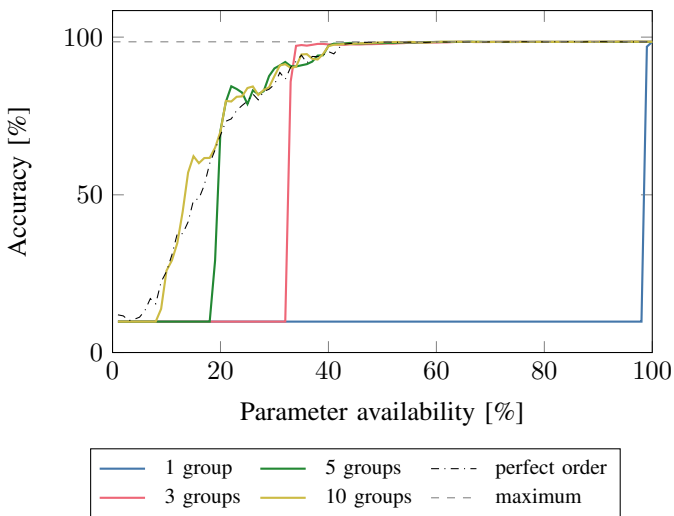 100
50
0
Accuracy [%]
0 20 40 60 80 100
Parameter availability [%]
1 group 5 groups perfect order
3 groups 10 groups maximum